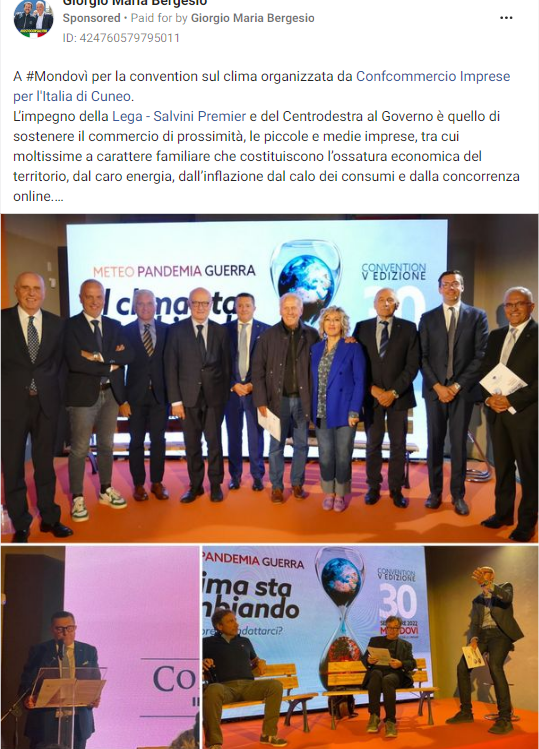 Giorgio Maria Bergesio
Sponsored • Paid for by Giorgio Maria Bergesio
ID: 424760579795011
A #Mondovì per la convention sul clima organizzata da Confcommercio Imprese
per l'Italia di Cuneo.
L'impegno della Lega - Salvini Premier e del Centrodestra al Governo è quello di
sostenere il commercio di prossimità, le piccole e medie imprese, tra cui
moltissime a carattere familiare che costituiscono l'ossatura economica del
territorio, dal caro energia, dall'inflazione dal calo dei consumi e dalla concorrenza
online....
METEO PANDEMIA GUERRA
CONVENTION
V EDIZIONE
30
l clima sta
PANDEMIA GUERRA
CONVENTION
V EDIZIONE
ima sta
mbiando
30
2022
MONDOVÌ
adattarci?
Co